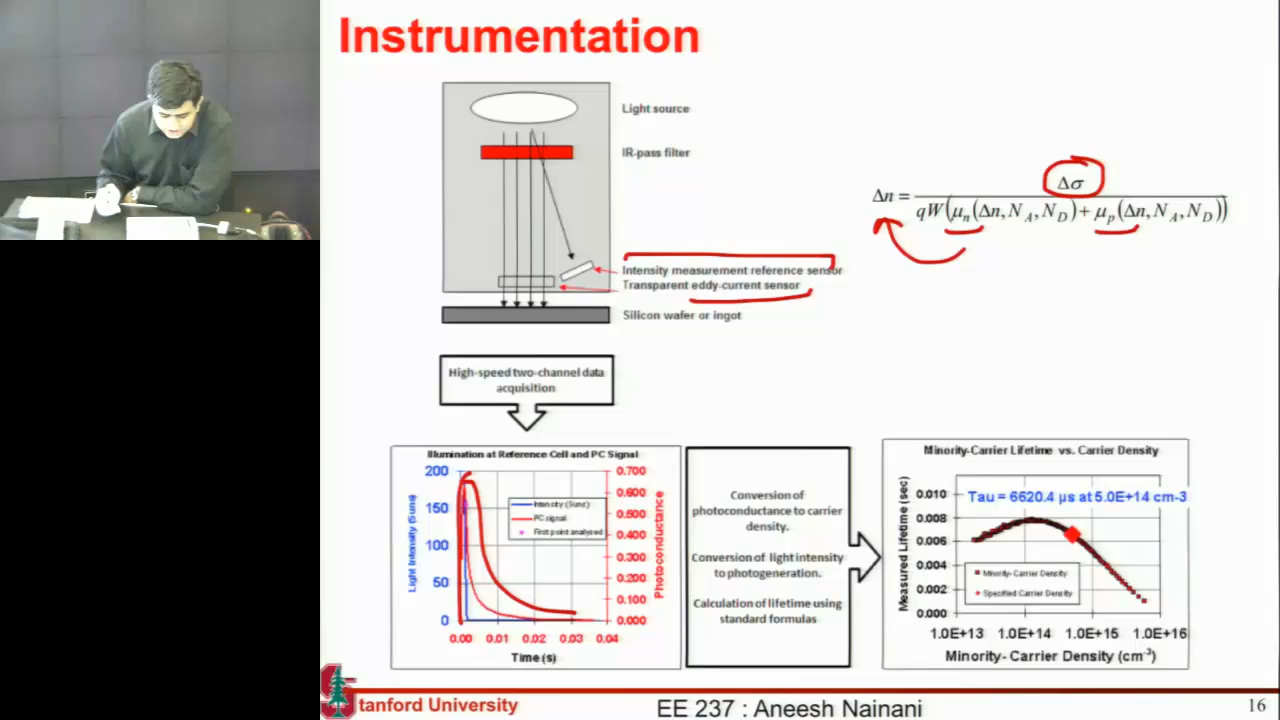 Instrumentation
Light source
IR-pass filter
Intensity measurement reference sensor
Transparent eddy-current sensor
Silicon wafer or ingot
Δn = Δσ / qW(μn(Δn, NA, ND) + μp(Δn, NA, ND))
High-speed two-channel data
acquisition
Illumination at Reference Cell and PC Signal
Light Intensity (Suns)
200
150
100
50
0
Intensity (Suns)
PC signal
First point analysed
0.700
0.600
0.500
0.400
0.300
0.200
0.100
0.000
Photoconductance
0.00 0.01 0.02 0.03 0.04
Time (s)
Conversion of
photoconductance to carrier
density.
Conversion of light intensity
to photogeneration.
Calculation of lifetime using
standard formulas
Minority-Carrier Lifetime vs. Carrier Density
Measured Lifetime (sec)
0.010
0.008
0.006
0.004
0.002
0.000
Tau = 6620.4 μs at 5.0E+14 cm-3
Minority-Carrier Density
Specified Carrier Density
1.0E+13 1.0E+14 1.0E+15 1.0E+16
Minority- Carrier Density (cm-3)
Stanford University
EE 237 : Aneesh Nainani
16